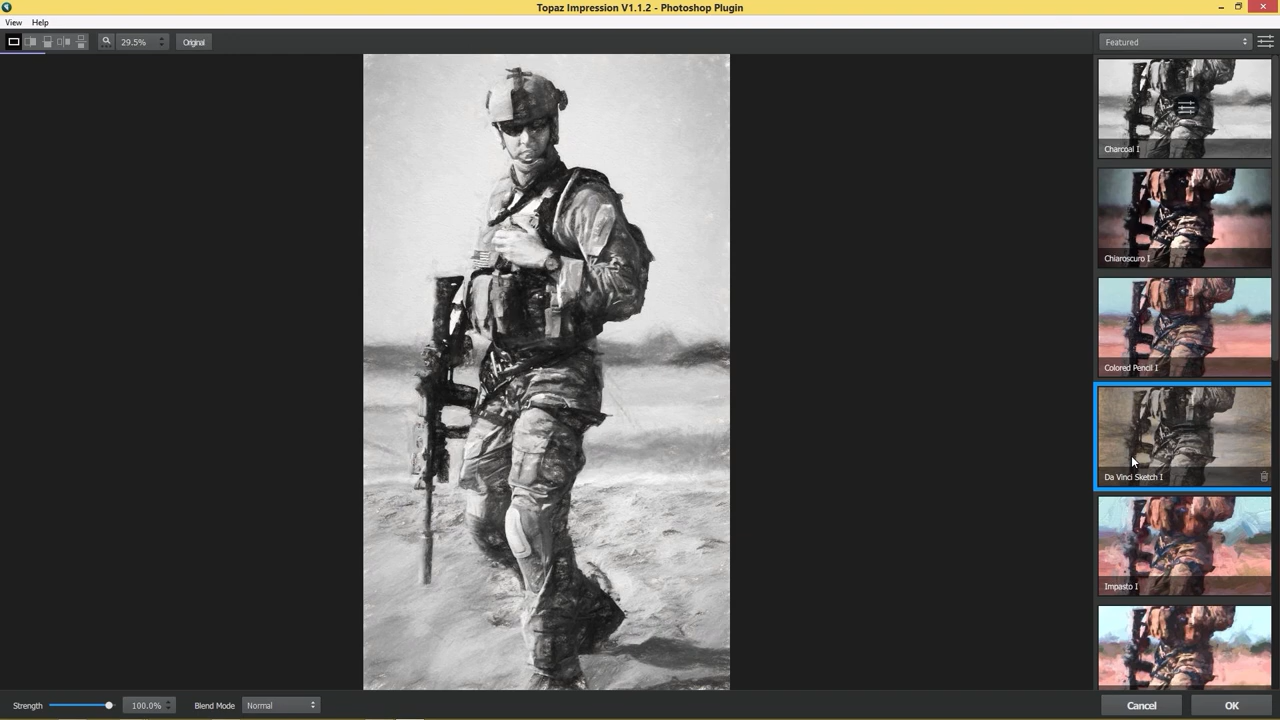 Topaz Impression V1.1.2 - Photoshop Plugin
View Help
29.5% Original
Featured
Charcoal I
Chiaroscuro I
Colored Pencil I
Da Vinci Sketch I
Impasto I
Strength 100.0% Blend Mode Normal
Cancel OK